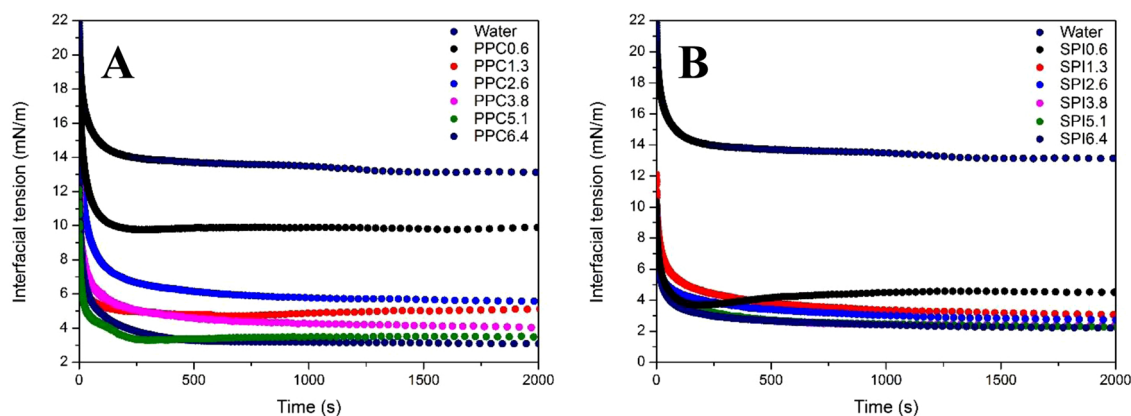 A
Interfacial tension (mN/m)
22
20
18
16
14
12
10
8
6
4
2
0
500
1000
1500
2000
Time (s)
Water
PPC0.6
PPC1.3
PPC2.6
PPC3.8
PPC5.1
PPC6.4
B
Interfacial tension (mN/m)
22
20
18
16
14
12
10
8
6
4
2
0
0
500
1000
1500
2000
Time (s)
Water
SPI0.6
SPI1.3
SPI2.6
SPI3.8
SPI5.1
SPI6.4